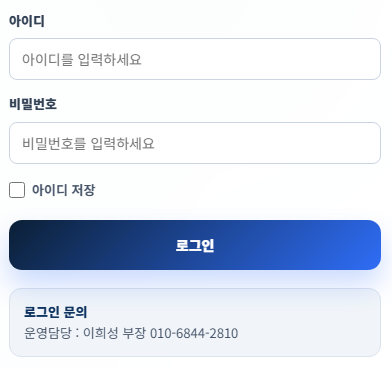 아이디
아이디를 입력하세요
비밀번호
비밀번호를 입력하세요
아이디 저장
로그인
로그인 문의
운영담당 : 이희성 부장 010-6844-2810